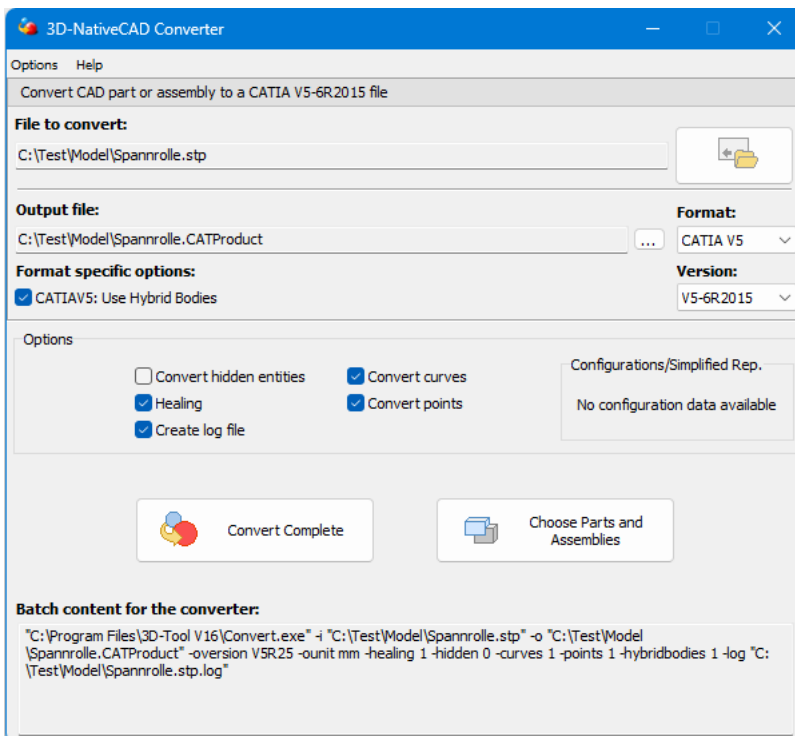 3D-NativeCAD Converter
Options Help
Convert CAD part or assembly to a CATIA V5-6R2015 file
File to convert:
C:\Test\Model\Spannrolle.stp
Output file:
Format:
C:\Test\Model\Spannrolle.CATProduct
...
CATIA V5
Format specific options:
Version:
CATIAV5: Use Hybrid Bodies
V5-6R2015
Options
Convert hidden entities
Convert curves
Healing
Convert points
Create log file
Configurations/Simplified Rep.
No configuration data available
Convert Complete
Choose Parts and
Assemblies
Batch content for the converter:
"C:\Program Files\3D-Tool V16\Convert.exe" -i "C:\Test\Model\Spannrolle.stp" -o "C:\Test\Model
\Spannrolle.CATProduct" -oversion V5R25 -ounit mm -healing 1 -hidden 0 -curves 1 -points 1 -hybridbodies 1 -log "C:
\Test\Model\Spannrolle.stp.log"